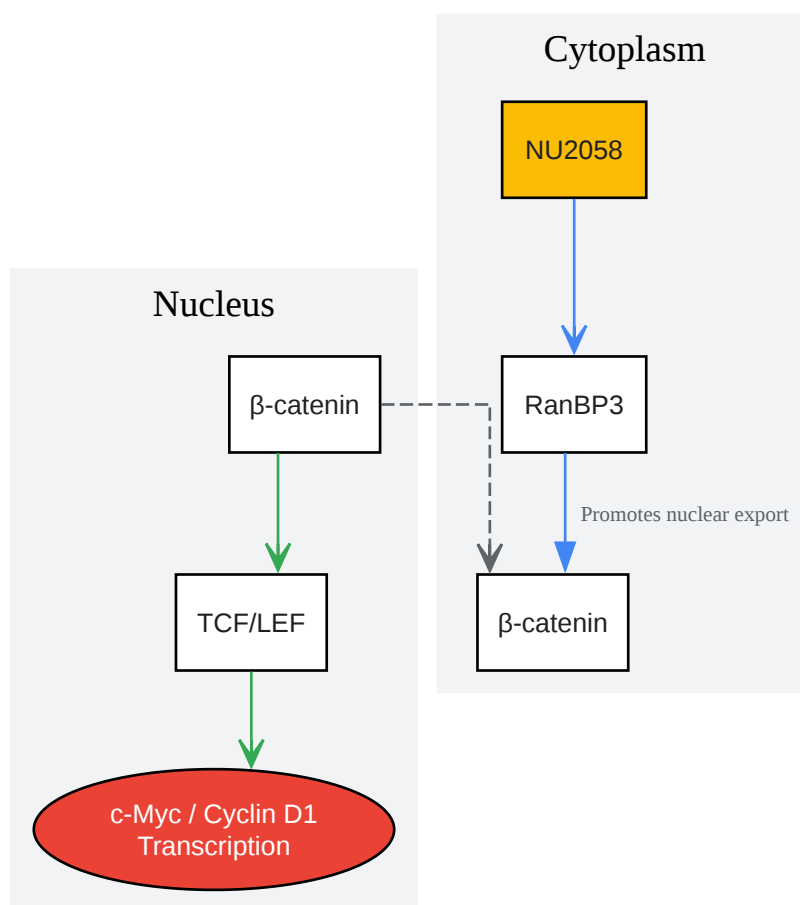 Cytoplasm
NU2058
Nucleus
β-catenin
RanBP3
Promotes nuclear export
TCF/LEF
β-catenin
c-Myc / Cyclin D1
Transcription